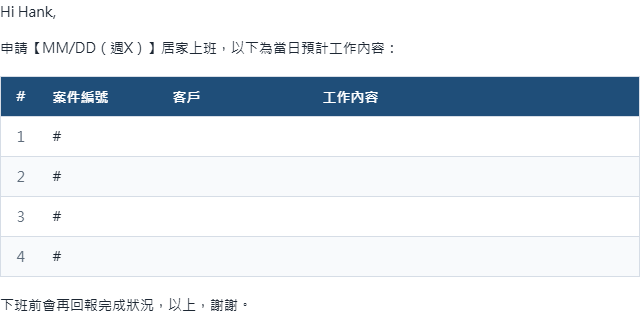 Hi Hank,
申請【MM/DD（週X）】居家上班，以下為當日預計工作內容：
# 案件編號 客戶 工作內容
1 #
2 #
3 #
4 #
下班前會再回報完成狀況，以上，謝謝。